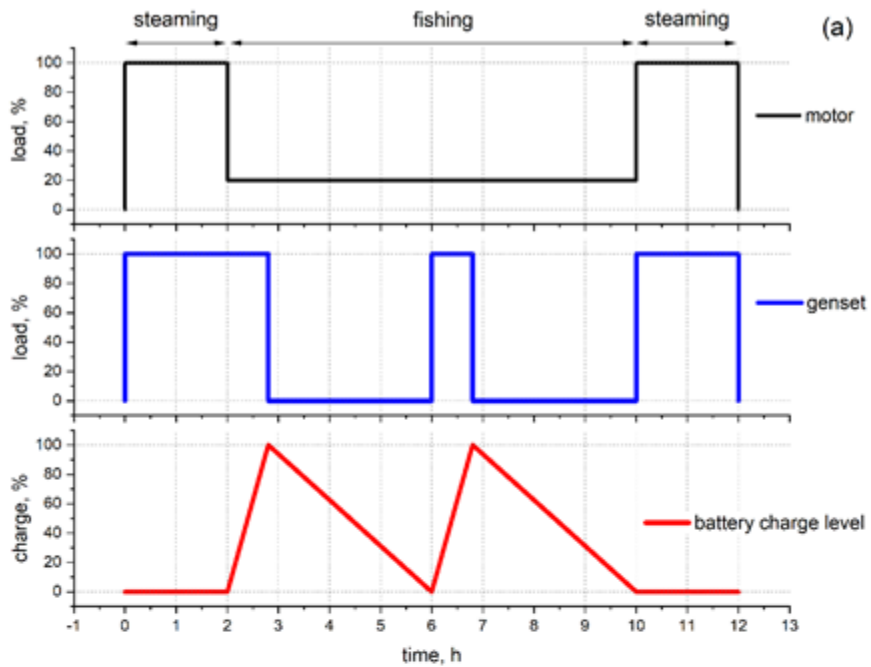 steaming fishing steaming
(a)
load, %
100
80
60
40
20
0
motor
load, %
100
80
60
40
20
0
genset
charge, %
100
80
60
40
20
0
battery charge level
-1 0 1 2 3 4 5 6 7 8 9 10 11 12 13
time, h